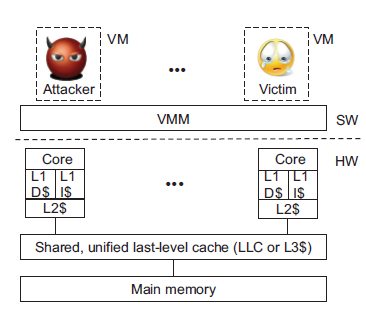 VM VM
Attacker ... Victim
VMM SW
HW
Core Core
L1 L1 L1 L1
D$ I$ ... D$ I$
L2$ L2$
Shared, unified last-level cache (LLC or L3$)
Main memory